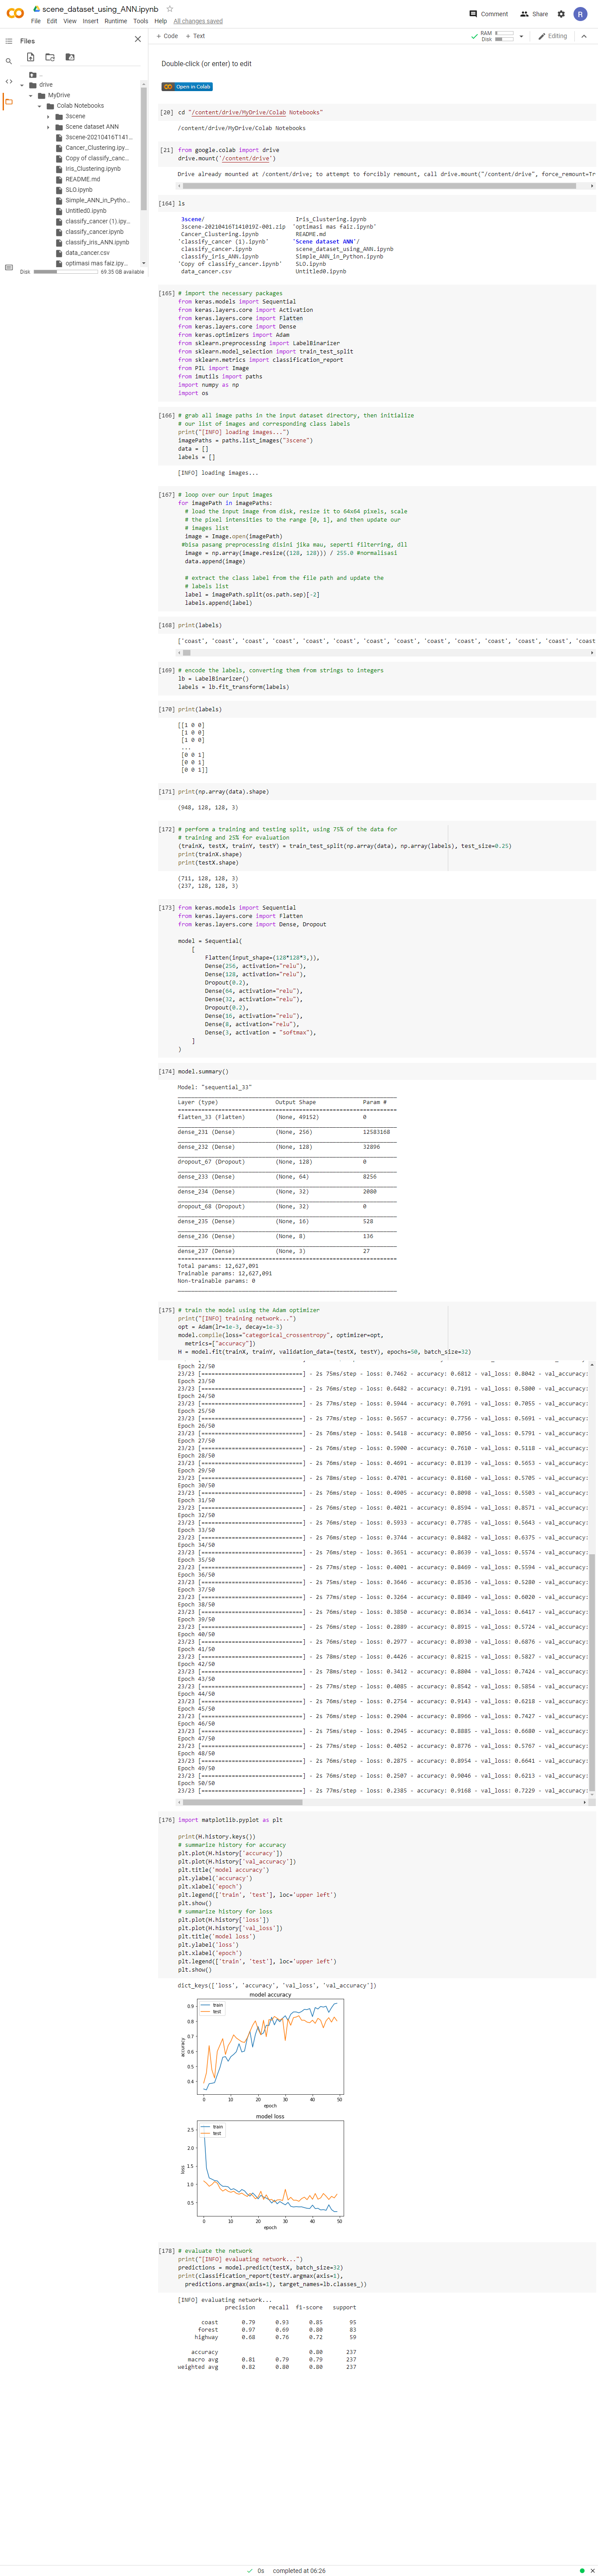 scene_dataset_using_ANN.ipynb
File Edit View Insert Runtime Tools Help All changes saved
Comment Share R
Files
+ Code + Text
RAM
Disk
Editing
..
drive
MyDrive
Colab Notebooks
3scene
Scene dataset ANN
3scene-20210416T141...
Cancer_Clustering.ipy...
Copy of classify_canc...
Iris_Clustering.ipynb
README.md
SLO.ipynb
Simple_ANN_in_Pytho...
Untitled0.ipynb
classify_cancer (1).ipy...
classify_cancer.ipynb
classify_iris_ANN.ipynb
data_cancer.csv
optimasi mas faiz.ipy...
Disk 69.35 GB available
Double-click (or enter) to edit
Open in Colab
[20] cd "/content/drive/MyDrive/Colab Notebooks"
/content/drive/MyDrive/Colab Notebooks
[21] from google.colab import drive
drive.mount('/content/drive')
Drive already mounted at /content/drive; to attempt to forcibly remount, call drive.mount("/content/drive", force_remount=Tr
[164] ls
3scene/ Iris_Clustering.ipynb
3scene-20210416T141019Z-001.zip 'optimasi mas faiz.ipynb'
Cancer_Clustering.ipynb README.md
'classify_cancer (1).ipynb' 'Scene dataset ANN'/
classify_cancer.ipynb scene_dataset_using_ANN.ipynb
classify_iris_ANN.ipynb Simple_ANN_in_Python.ipynb
'Copy of classify_cancer.ipynb' SLO.ipynb
data_cancer.csv Untitled0.ipynb
[165] # import the necessary packages
from keras.models import Sequential
from keras.layers.core import Activation
from keras.layers.core import Flatten
from keras.layers.core import Dense
from keras.optimizers import Adam
from sklearn.preprocessing import LabelBinarizer
from sklearn.model_selection import train_test_split
from sklearn.metrics import classification_report
from PIL import Image
from imutils import paths
import numpy as np
import os
[166] # grab all image paths in the input dataset directory, then initialize
# our list of images and corresponding class labels
print("[INFO] loading images...")
imagePaths = paths.list_images("3scene")
data = []
labels = []
[INFO] loading images...
[167] # loop over our input images
for imagePath in imagePaths:
# load the input image from disk, resize it to 64x64 pixels, scale
# the pixel intensities to the range [0, 1], and then update our
# images list
image = Image.open(imagePath)
#bisa pasang preprocessing disini jika mau, seperti filterring, dll
image = np.array(image.resize((128, 128))) / 255.0 #normalisasi
data.append(image)
# extract the class label from the file path and update the
# labels list
label = imagePath.split(os.path.sep)[-2]
labels.append(label)
[168] print(labels)
['coast', 'coast', 'coast', 'coast', 'coast', 'coast', 'coast', 'coast', 'coast', 'coast', 'coast', 'coast', 'coast', 'coast
[169] # encode the labels, converting them from strings to integers
lb = LabelBinarizer()
labels = lb.fit_transform(labels)
[170] print(labels)
[[1 0 0]
[1 0 0]
[1 0 0]
...
[0 0 1]
[0 0 1]
[0 0 1]]
[171] print(np.array(data).shape)
(948, 128, 128, 3)
[172] # perform a training and testing split, using 75% of the data for
# training and 25% for evaluation
(trainX, testX, trainY, testY) = train_test_split(np.array(data), np.array(labels), test_size=0.25)
print(trainX.shape)
print(testX.shape)
(711, 128, 128, 3)
(237, 128, 128, 3)
[173] from keras.models import Sequential
from keras.layers.core import Flatten
from keras.layers.core import Dense, Dropout
model = Sequential(
[
Flatten(input_shape=(128*128*3,)),
Dense(256, activation="relu"),
Dense(128, activation="relu"),
Dropout(0.2),
Dense(64, activation="relu"),
Dense(32, activation="relu"),
Dropout(0.2),
Dense(16, activation="relu"),
Dense(8, activation="relu"),
Dense(3, activation = "softmax"),
]
)
[174] model.summary()
Model: "sequential_33"
Layer (type) Output Shape Param #
flatten_33 (Flatten) (None, 49152) 0
dense_231 (Dense) (None, 256) 12583168
dense_232 (Dense) (None, 128) 32896
dropout_67 (Dropout) (None, 128) 0
dense_233 (Dense) (None, 64) 8256
dense_234 (Dense) (None, 32) 2080
dropout_68 (Dropout) (None, 32) 0
dense_235 (Dense) (None, 16) 528
dense_236 (Dense) (None, 8) 136
dense_237 (Dense) (None, 3) 27
Total params: 12,627,091
Trainable params: 12,627,091
Non-trainable params: 0
[175] # train the model using the Adam optimizer
print("[INFO] training network...")
opt = Adam(lr=1e-3, decay=1e-3)
model.compile(loss="categorical_crossentropy", optimizer=opt,
metrics=["accuracy"])
H = model.fit(trainX, trainY, validation_data=(testX, testY), epochs=50, batch_size=32)
Epoch 22/50
23/23 [==============================] - 2s 75ms/step - loss: 0.7462 - accuracy: 0.6812 - val_loss: 0.8042 - val_accuracy:
Epoch 23/50
23/23 [==============================] - 2s 76ms/step - loss: 0.6482 - accuracy: 0.7191 - val_loss: 0.5800 - val_accuracy:
Epoch 24/50
23/23 [==============================] - 2s 77ms/step - loss: 0.5944 - accuracy: 0.7691 - val_loss: 0.7055 - val_accuracy:
Epoch 25/50
23/23 [==============================] - 2s 77ms/step - loss: 0.5657 - accuracy: 0.7756 - val_loss: 0.5691 - val_accuracy:
Epoch 26/50
23/23 [==============================] - 2s 76ms/step - loss: 0.5418 - accuracy: 0.8056 - val_loss: 0.5791 - val_accuracy:
Epoch 27/50
23/23 [==============================] - 2s 76ms/step - loss: 0.5900 - accuracy: 0.7610 - val_loss: 0.5118 - val_accuracy:
Epoch 28/50
23/23 [==============================] - 2s 76ms/step - loss: 0.4691 - accuracy: 0.8139 - val_loss: 0.5653 - val_accuracy:
Epoch 29/50
23/23 [==============================] - 2s 78ms/step - loss: 0.4701 - accuracy: 0.8160 - val_loss: 0.5705 - val_accuracy:
Epoch 30/50
23/23 [==============================] - 2s 76ms/step - loss: 0.4905 - accuracy: 0.8098 - val_loss: 0.5503 - val_accuracy:
Epoch 31/50
23/23 [==============================] - 2s 76ms/step - loss: 0.4021 - accuracy: 0.8594 - val_loss: 0.8571 - val_accuracy:
Epoch 32/50
23/23 [==============================] - 2s 76ms/step - loss: 0.5933 - accuracy: 0.7785 - val_loss: 0.5643 - val_accuracy:
Epoch 33/50
23/23 [==============================] - 2s 76ms/step - loss: 0.3744 - accuracy: 0.8482 - val_loss: 0.6375 - val_accuracy:
Epoch 34/50
23/23 [==============================] - 2s 76ms/step - loss: 0.3651 - accuracy: 0.8639 - val_loss: 0.5574 - val_accuracy:
Epoch 35/50
23/23 [==============================] - 2s 77ms/step - loss: 0.4001 - accuracy: 0.8469 - val_loss: 0.5594 - val_accuracy:
Epoch 36/50
23/23 [==============================] - 2s 75ms/step - loss: 0.3646 - accuracy: 0.8536 - val_loss: 0.5280 - val_accuracy:
Epoch 37/50
23/23 [==============================] - 2s 77ms/step - loss: 0.3264 - accuracy: 0.8849 - val_loss: 0.6020 - val_accuracy:
Epoch 38/50
23/23 [==============================] - 2s 76ms/step - loss: 0.3850 - accuracy: 0.8634 - val_loss: 0.6417 - val_accuracy:
Epoch 39/50
23/23 [==============================] - 2s 76ms/step - loss: 0.2889 - accuracy: 0.8915 - val_loss: 0.5724 - val_accuracy:
Epoch 40/50
23/23 [==============================] - 2s 76ms/step - loss: 0.2977 - accuracy: 0.8930 - val_loss: 0.6876 - val_accuracy:
Epoch 41/50
23/23 [==============================] - 2s 78ms/step - loss: 0.4426 - accuracy: 0.8215 - val_loss: 0.5827 - val_accuracy:
Epoch 42/50
23/23 [==============================] - 2s 78ms/step - loss: 0.3412 - accuracy: 0.8804 - val_loss: 0.7424 - val_accuracy:
Epoch 43/50
23/23 [==============================] - 2s 77ms/step - loss: 0.4085 - accuracy: 0.8542 - val_loss: 0.5854 - val_accuracy:
Epoch 44/50
23/23 [==============================] - 2s 76ms/step - loss: 0.2754 - accuracy: 0.9143 - val_loss: 0.6218 - val_accuracy:
Epoch 45/50
23/23 [==============================] - 2s 76ms/step - loss: 0.2904 - accuracy: 0.8966 - val_loss: 0.7427 - val_accuracy:
Epoch 46/50
23/23 [==============================] - 2s 75ms/step - loss: 0.2945 - accuracy: 0.8885 - val_loss: 0.6680 - val_accuracy:
Epoch 47/50
23/23 [==============================] - 2s 77ms/step - loss: 0.4052 - accuracy: 0.8776 - val_loss: 0.5767 - val_accuracy:
Epoch 48/50
23/23 [==============================] - 2s 76ms/step - loss: 0.2875 - accuracy: 0.8954 - val_loss: 0.6641 - val_accuracy:
Epoch 49/50
23/23 [==============================] - 2s 76ms/step - loss: 0.2507 - accuracy: 0.9046 - val_loss: 0.6213 - val_accuracy:
Epoch 50/50
23/23 [==============================] - 2s 77ms/step - loss: 0.2385 - accuracy: 0.9168 - val_loss: 0.7229 - val_accuracy:
[176] import matplotlib.pyplot as plt
print(H.history.keys())
# summarize history for accuracy
plt.plot(H.history['accuracy'])
plt.plot(H.history['val_accuracy'])
plt.title('model accuracy')
plt.ylabel('accuracy')
plt.xlabel('epoch')
plt.legend(['train', 'test'], loc='upper left')
plt.show()
# summarize history for loss
plt.plot(H.history['loss'])
plt.plot(H.history['val_loss'])
plt.title('model loss')
plt.ylabel('loss')
plt.xlabel('epoch')
plt.legend(['train', 'test'], loc='upper left')
plt.show()
dict_keys(['loss', 'accuracy', 'val_loss', 'val_accuracy'])
model accuracy
train
test
0.9
0.8
0.7
0.6
0.5
0.4
accuracy
0 10 20 30 40 50
epoch
model loss
train
test
2.5
2.0
1.5
1.0
0.5
loss
0 10 20 30 40 50
epoch
[178] # evaluate the network
print("[INFO] evaluating network...")
predictions = model.predict(testX, batch_size=32)
print(classification_report(testY.argmax(axis=1),
predictions.argmax(axis=1), target_names=lb.classes_))
[INFO] evaluating network...
precision recall f1-score support
coast 0.79 0.93 0.85 95
forest 0.97 0.69 0.80 83
highway 0.68 0.76 0.72 59
accuracy 0.80 237
macro avg 0.81 0.79 0.79 237
weighted avg 0.82 0.80 0.80 237
0s completed at 06:26